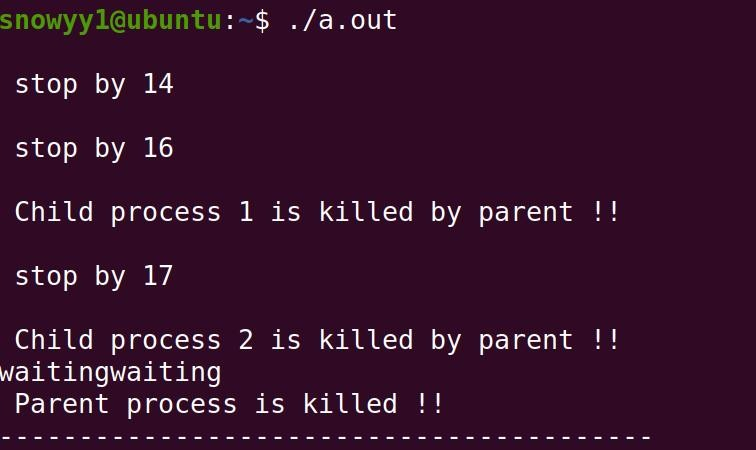 snowyy1@ubuntu:~$ ./a.out
stop by 14
stop by 16
Child process 1 is killed by parent !!
stop by 17
Child process 2 is killed by parent !!
waitingwaiting
Parent process is killed !!
-----------------------------------------